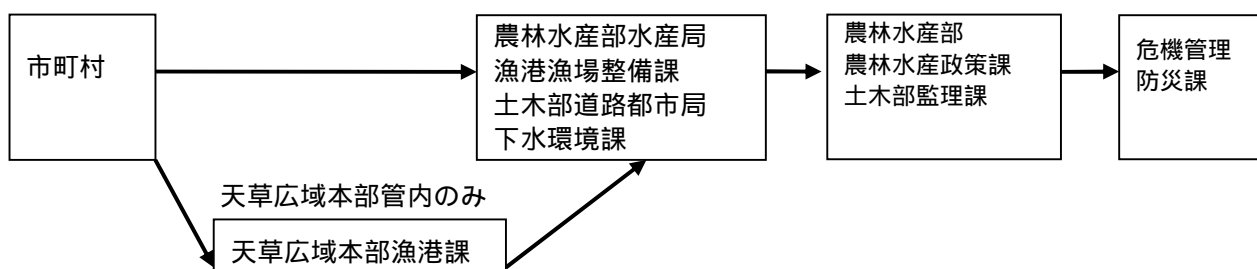 市町村
農林水産部水産局
漁港漁場整備課
土木部道路都市局
下水環境課
農林水産部
農林水産政策課
土木部監理課
危機管理
防災課
天草広域本部管内のみ
天草広域本部漁港課